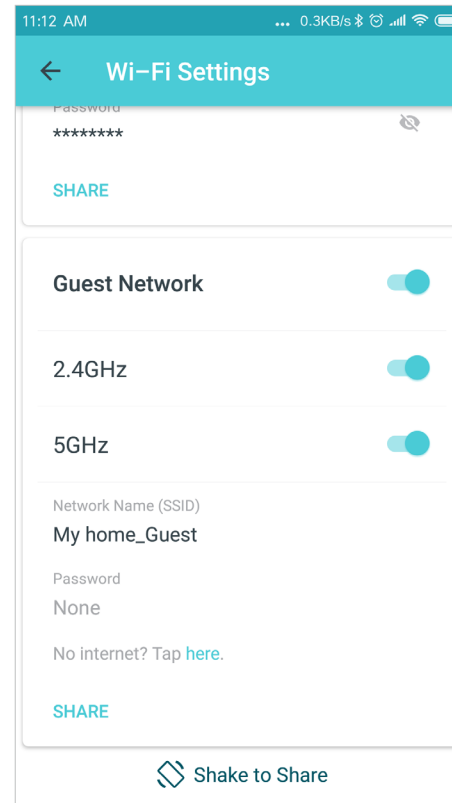 11:12 AM ... 0.3KB/s
Wi-Fi Settings
Password
********
SHARE
Guest Network
2.4GHz
5GHz
Network Name (SSID)
My home_Guest
Password
None
No internet? Tap here.
SHARE
Shake to Share